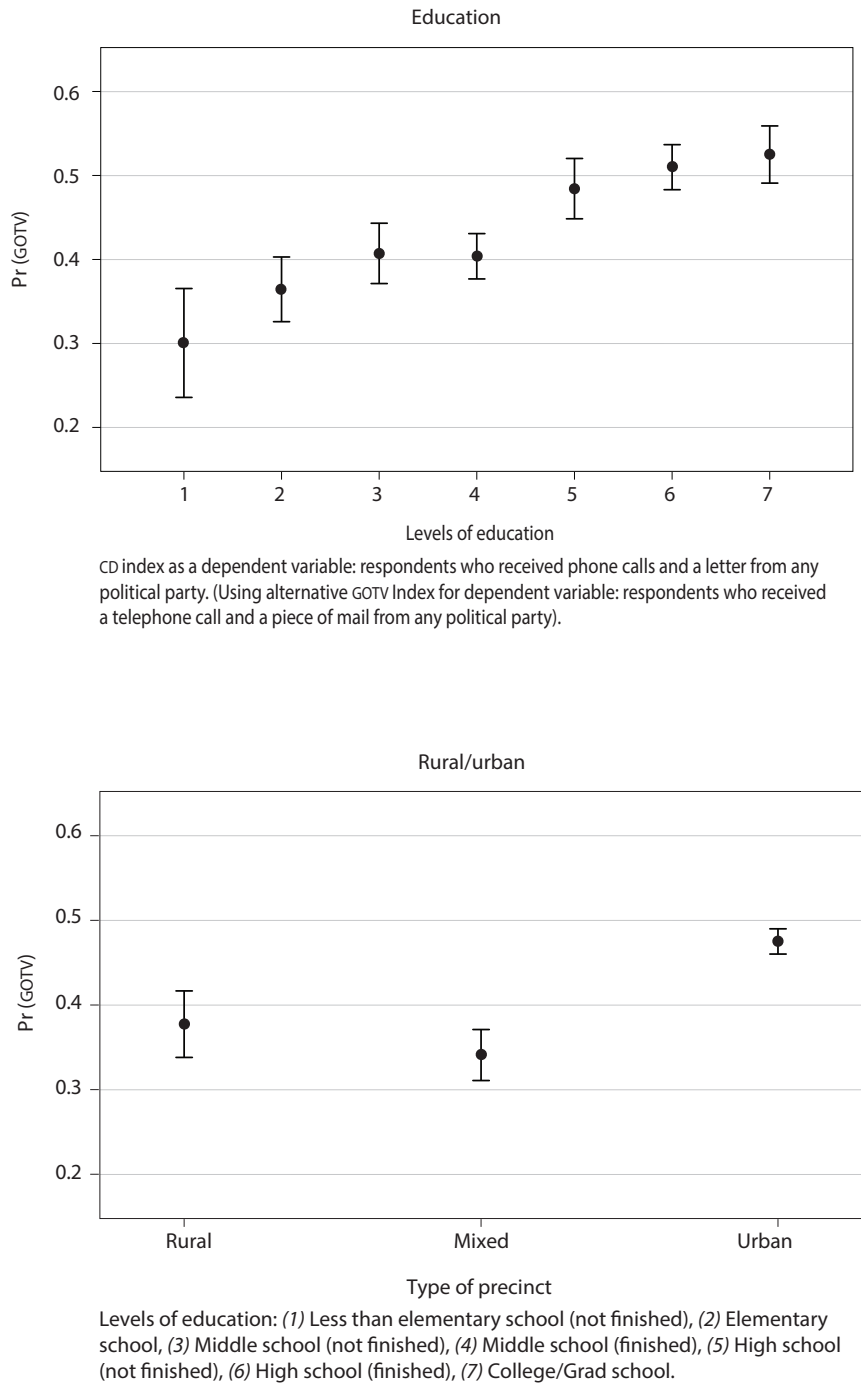 Education
Pr (GOTV)
0.6
0.5
0.4
0.3
0.2
1 2 3 4 5 6 7
Levels of education
CD index as a dependent variable: respondents who received phone calls and a letter from any
political party. (Using alternative GOTV Index for dependent variable: respondents who received
a telephone call and a piece of mail from any political party).
Rural/urban
Pr (GOTV)
0.6
0.5
0.4
0.3
0.2
Rural Mixed Urban
Type of precinct
Levels of education: (1) Less than elementary school (not finished), (2) Elementary
school, (3) Middle school (not finished), (4) Middle school (finished), (5) High school
(not finished), (6) High school (finished), (7) College/Grad school.